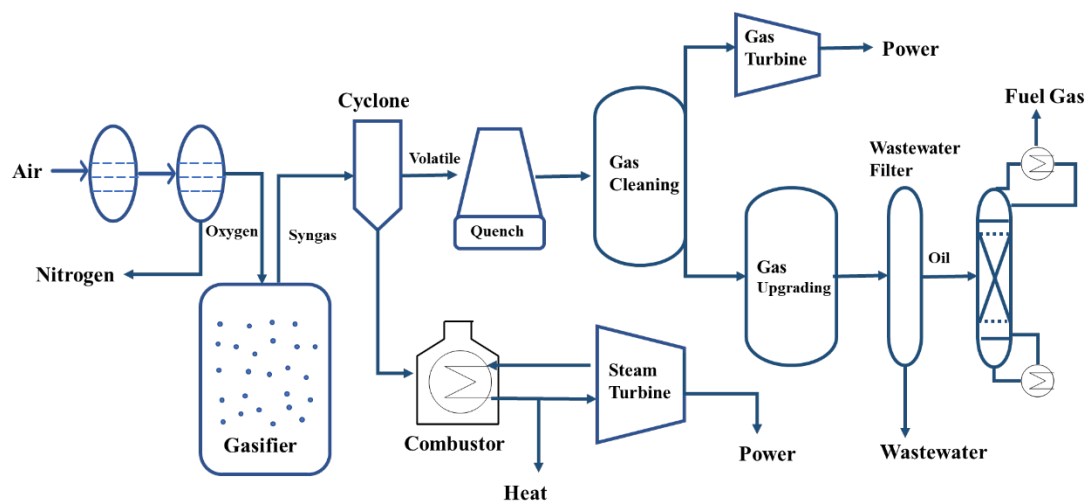 Gas
Turbine
Power
Fuel Gas
Cyclone
Wastewater
Filter
Air
Volatile
Gas
Cleaning
Oxygen
Syngas
Quench
Oil
Nitrogen
Gas
Upgrading
Steam
Turbine
Gasifier
Combustor
Power
Wastewater
Heat